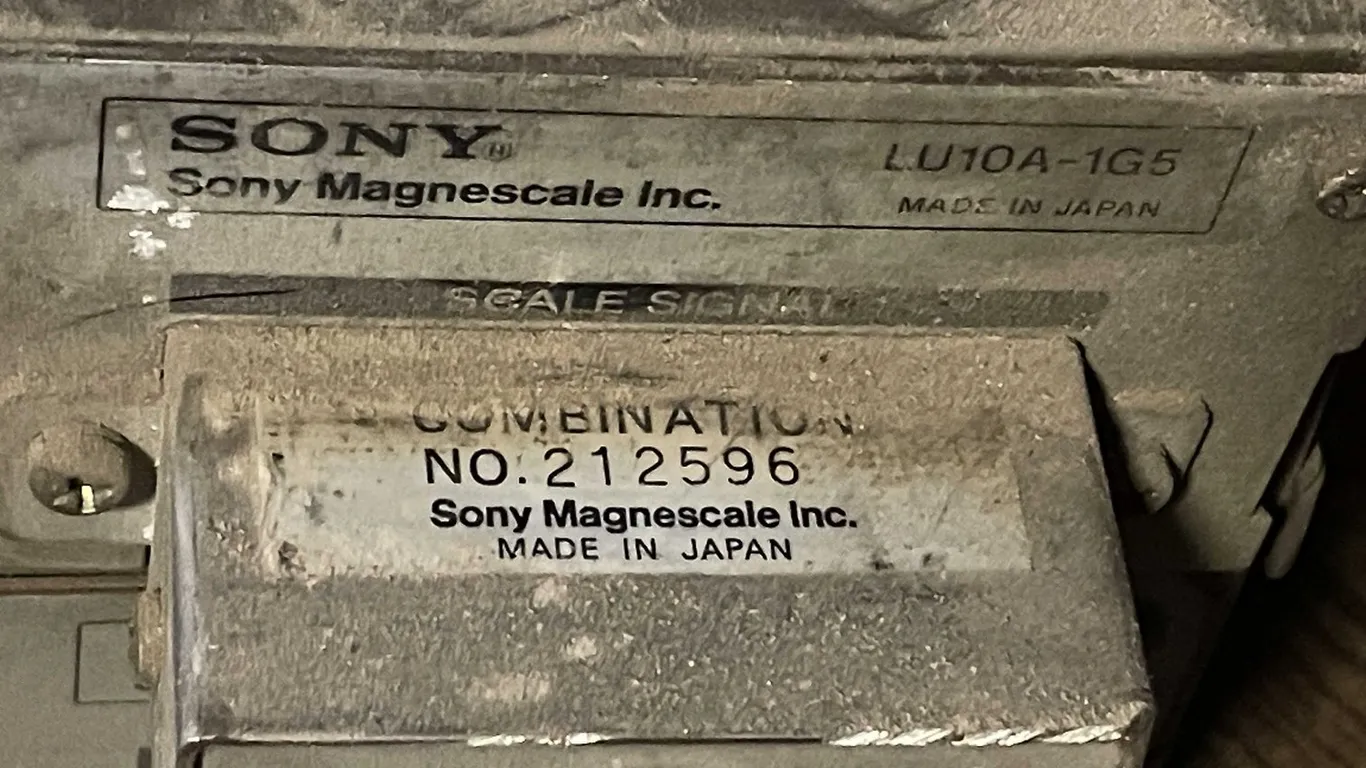 SONY®
Sony Magnescale Inc.
LU10A-1G5
MADE IN JAPAN
SCALE SIGNAL
COMBINATION
NO. 212596
Sony Magnescale Inc.
MADE IN JAPAN